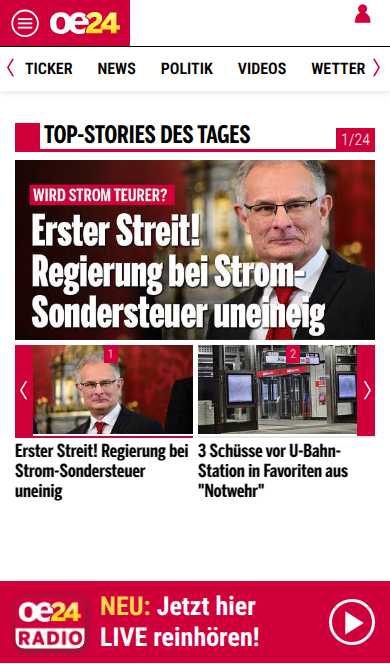 oe24
TICKER NEWS POLITIK VIDEOS WETTER
TOP-STORIES DES TAGES
1/24
WIRD STROM TEURER?
Erster Streit!
Regierung bei Strom-
Sondersteuer uneineig
1
2
Erster Streit! Regierung bei
Strom-Sondersteuer
uneinig
3 Schüsse vor U-Bahn-
Station in Favoriten aus
"Notwehr"
oe24
RADIO
NEU: Jetzt hier
LIVE reinhören!